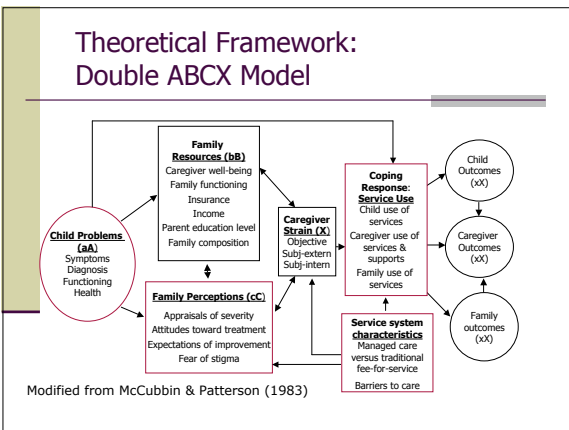 Theoretical Framework:
Double ABCX Model
Child Problems
(aA)
Symptoms
Diagnosis
Functioning
Health
Family
Resources (bB)
Caregiver well-being
Family functioning
Insurance
Income
Parent education level
Family composition
Family Perceptions (cC)
Appraisals of severity
Attitudes toward treatment
Expectations of improvement
Fear of stigma
Caregiver
Strain (X)
Objective
Subj-extern
Subj-intern
Coping
Response:
Service Use
Child use of
services
Caregiver use of
services &
supports
Family use of
services
Service system
characteristics
Managed care
versus traditional
fee-for-service
Barriers to care
Child
Outcomes
(xX)
Caregiver
Outcomes
(xX)
Family
outcomes
(xX)
Modified from McCubbin & Patterson (1983)